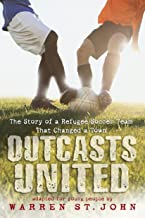 The Story of a Refugee Soccer Team
That Changed a Town
OUTCASTS
UNITED
adapted for young people by
WARREN ST. JOHN